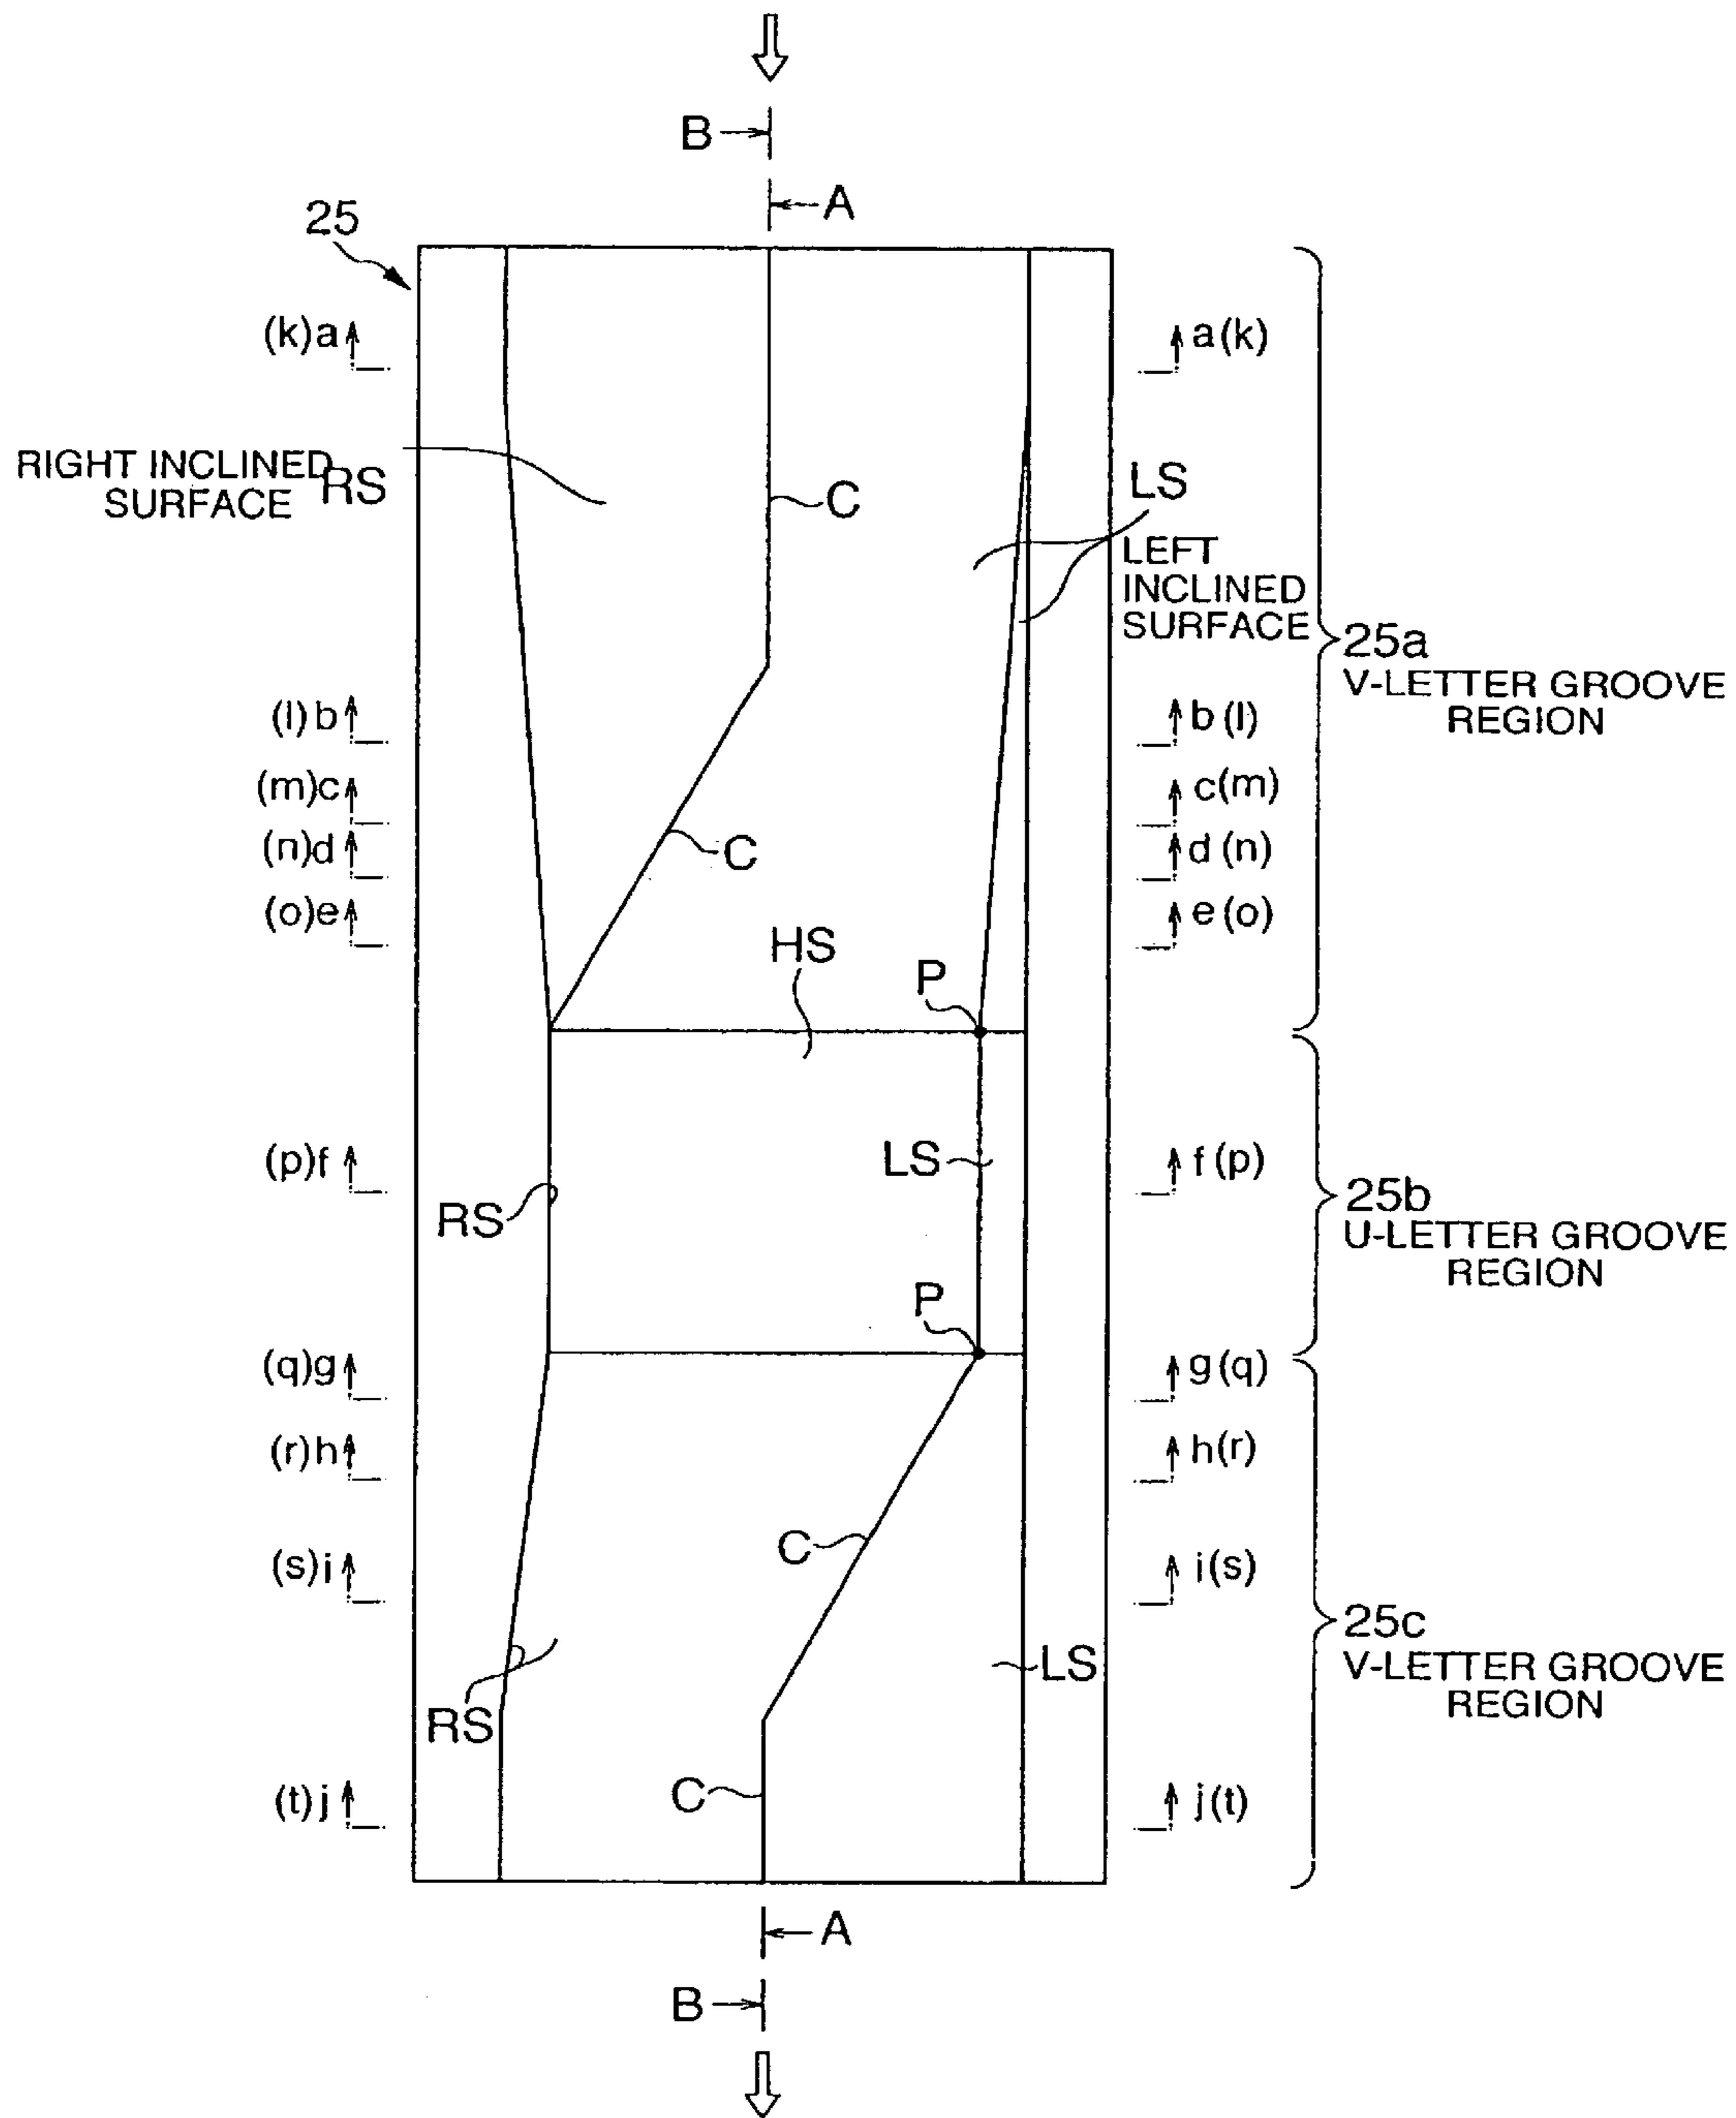 B
A
25
(k)a
a(k)
RIGHT INCLINED
SURFACE RS
C
LS
LEFT
INCLINED
SURFACE
25a
V-LETTER GROOVE
REGION
(l)b
b(l)
(m)c
c(m)
(n)d
C
d(n)
(o)e
e(o)
HS
P
(p)f
LS
f(p)
RS
25b
U-LETTER GROOVE
REGION
P
(q)g
g(q)
(r)h
h(r)
C
(s)i
i(s)
25c
V-LETTER GROOVE
REGION
LS
RS
C
(t)j
j(t)
A
B